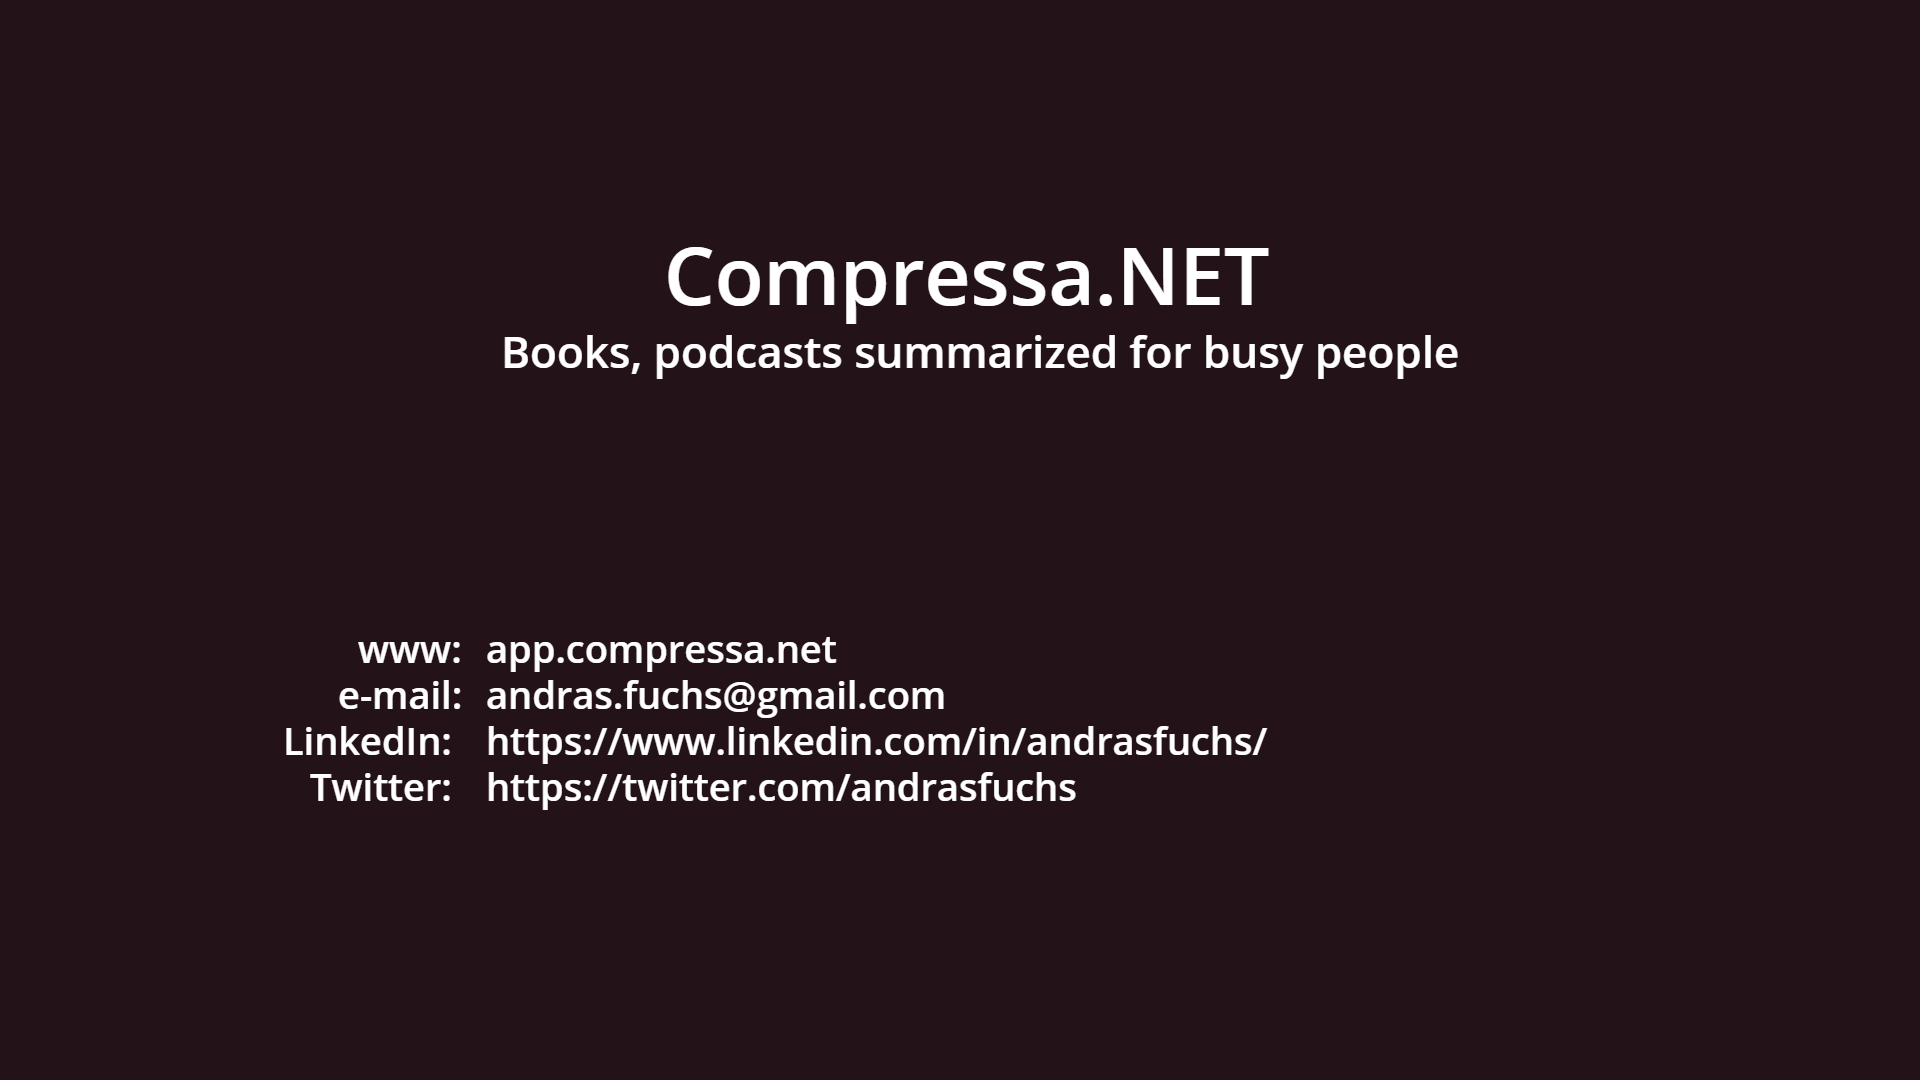 Compressa.NET
Books, podcasts summarized for busy people
www: app.compressa.net
e-mail: andras.fuchs@gmail.com
LinkedIn: https://www.linkedin.com/in/andrasfuchs/
Twitter: https://twitter.com/andrasfuchs